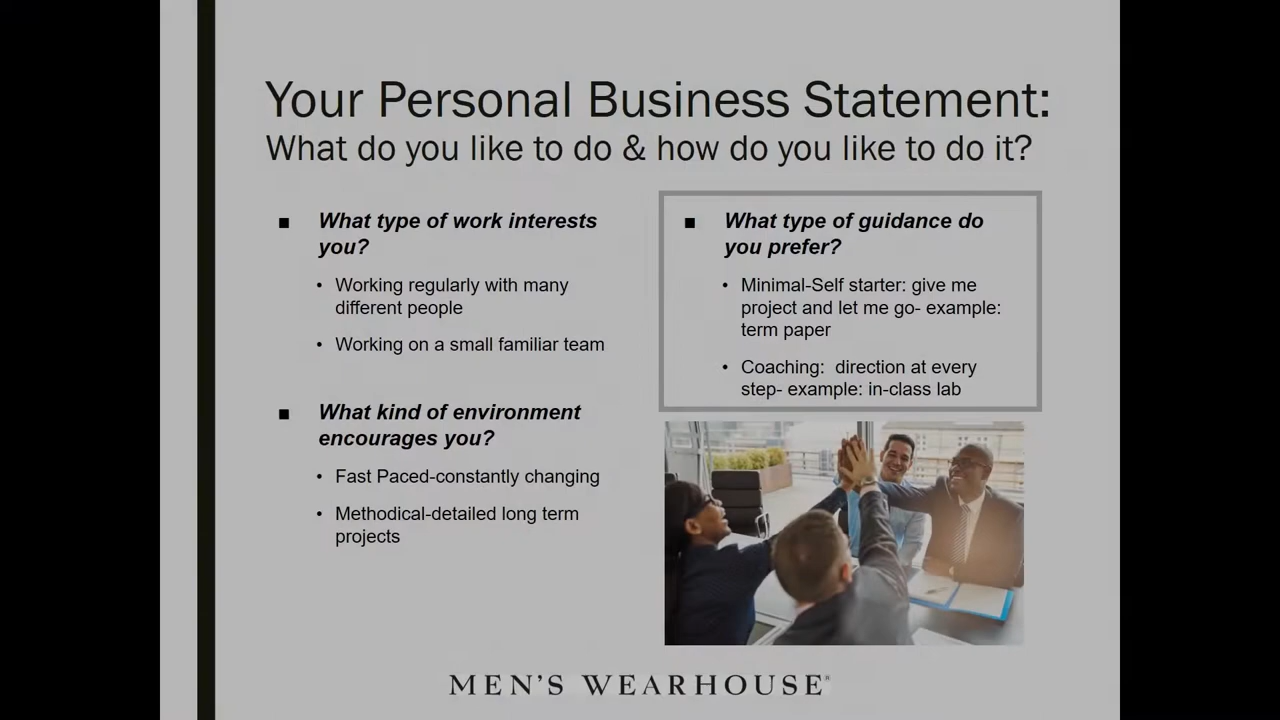 Your Personal Business Statement:
What do you like to do & how do you like to do it?
■ What type of work interests
you?
• Working regularly with many
different people
• Working on a small familiar team
■ What kind of environment
encourages you?
• Fast Paced-constantly changing
• Methodical-detailed long term
projects
■ What type of guidance do
you prefer?
• Minimal-Self starter: give me
project and let me go- example:
term paper
• Coaching:  direction at every
step- example: in-class lab
MEN'S WEARHOUSE®